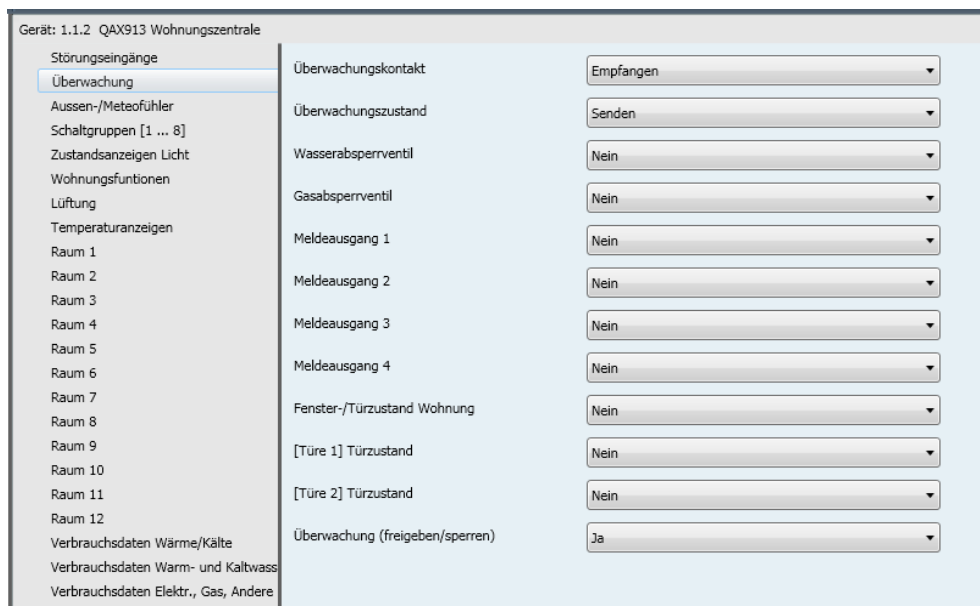 Gerät: 1.1.2 QAX913 Wohnungszentrale
Störungseingänge
Überwachung
Aussen-/Meteofühler
Schaltgruppen [1 ... 8]
Zustandsanzeigen Licht
Wohnungsfuntionen
Lüftung
Temperaturanzeigen
Raum 1
Raum 2
Raum 3
Raum 4
Raum 5
Raum 6
Raum 7
Raum 8
Raum 9
Raum 10
Raum 11
Raum 12
Verbrauchsdaten Wärme/Kälte
Verbrauchsdaten Warm- und Kaltwass
Verbrauchsdaten Elektr., Gas, Andere
Überwachungskontakt Empfangen
Überwachungszustand Senden
Wasserabsperrventil Nein
Gasabsperrventil Nein
Meldeausgang 1 Nein
Meldeausgang 2 Nein
Meldeausgang 3 Nein
Meldeausgang 4 Nein
Fenster-/Türzustand Wohnung Nein
[Türe 1] Türzustand Nein
[Türe 2] Türzustand Nein
Überwachung (freigeben/sperren) Ja